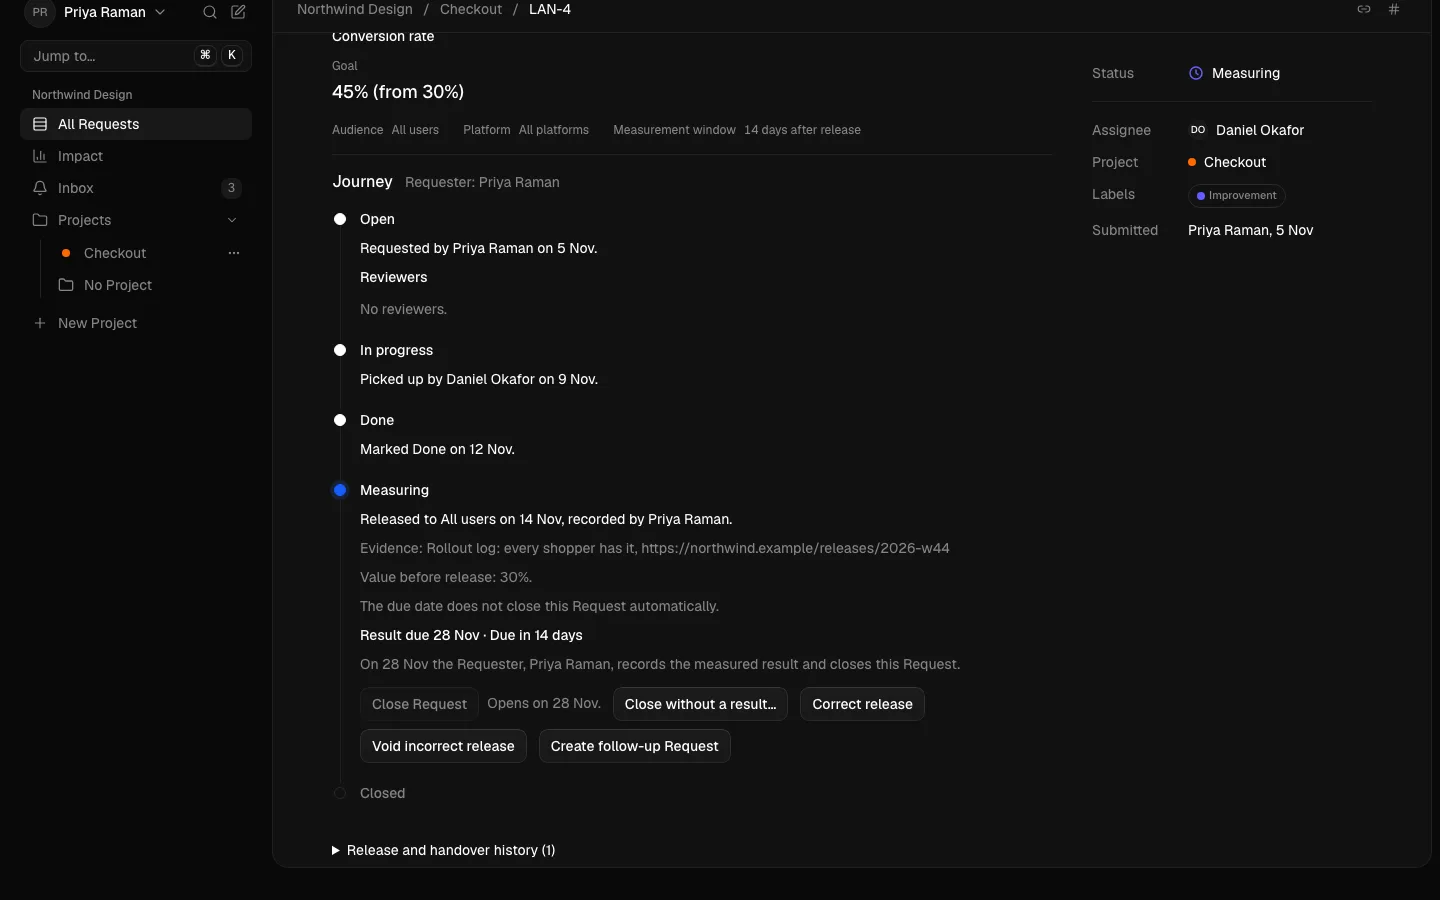 PR Priya Raman
Jump to... ⌘ K
Northwind Design
All Requests
Impact
Inbox 3
Projects
Checkout ...
No Project
New Project
Northwind Design / Checkout / LAN-4
Conversion rate
Goal
45% (from 30%)
Audience All users Platform All platforms Measurement window 14 days after release
Journey Requester: Priya Raman
Open
Requested by Priya Raman on 5 Nov.
Reviewers
No reviewers.
In progress
Picked up by Daniel Okafor on 9 Nov.
Done
Marked Done on 12 Nov.
Measuring
Released to All users on 14 Nov, recorded by Priya Raman.
Evidence: Rollout log: every shopper has it, https://northwind.example/releases/2026-w44
Value before release: 30%.
The due date does not close this Request automatically.
Result due 28 Nov · Due in 14 days
On 28 Nov the Requester, Priya Raman, records the measured result and closes this Request.
Close Request Opens on 28 Nov. Close without a result... Correct release
Void incorrect release Create follow-up Request
Closed
Release and handover history (1)
Status Measuring
Assignee DO Daniel Okafor
Project Checkout
Labels Improvement
Submitted Priya Raman, 5 Nov